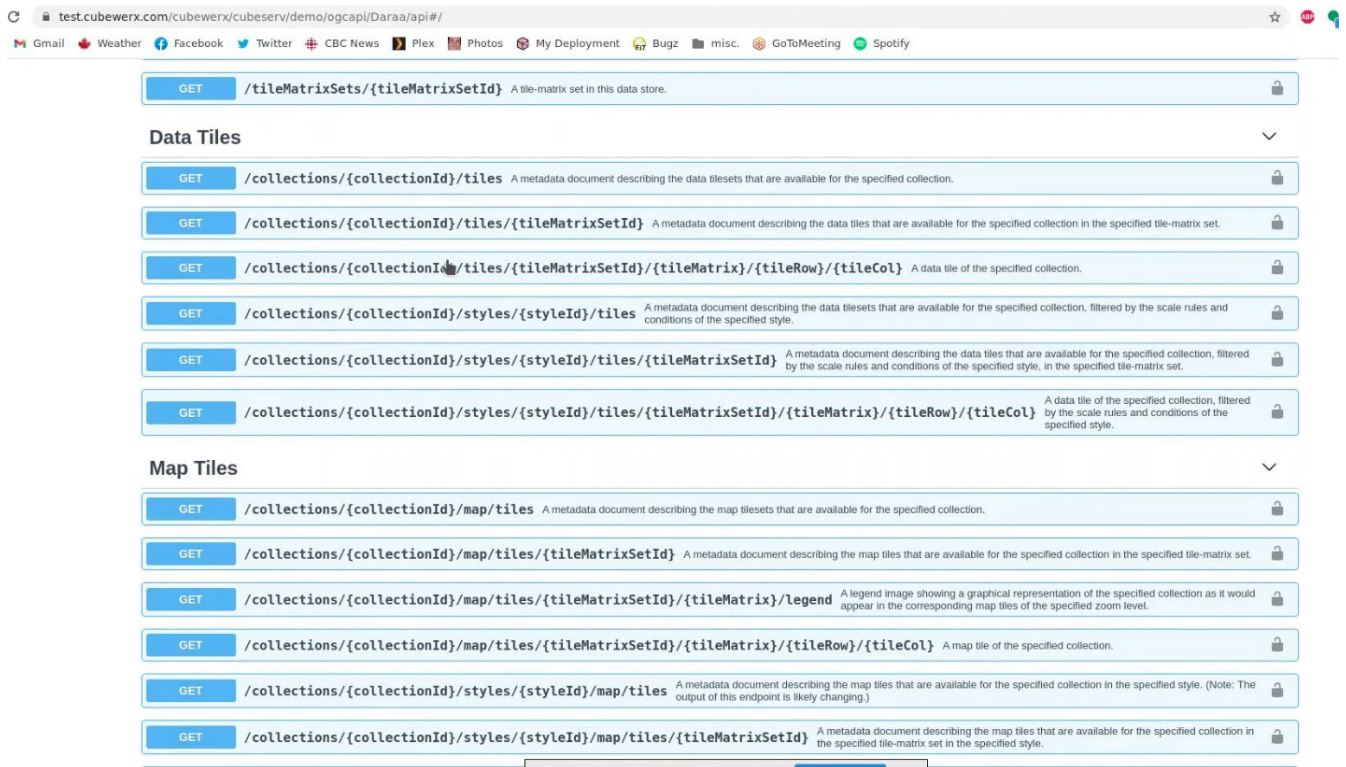 test.cubewerx.com/cubewerx/cubeserv/demo/ogcapi/Daraa/api#/
ABP
Gmail Weather Facebook Twitter CBC News Plex Photos My Deployment Bugz misc. GoToMeeting Spotify
GET /tileMatrixSets/{tileMatrixSetId} A tile-matrix set in this data store.
Data Tiles
GET /collections/{collectionId}/tiles A metadata document describing the data tilesets that are available for the specified collection.
GET /collections/{collectionId}/tiles/{tileMatrixSetId} A metadata document describing the data tiles that are available for the specified collection in the specified tile-matrix set.
GET /collections/{collectionId}/tiles/{tileMatrixSetId}/{tileMatrix}/{tileRow}/{tileCol} A data tile of the specified collection.
GET /collections/{collectionId}/styles/{styleId}/tiles A metadata document describing the data tilesets that are available for the specified collection, filtered by the scale rules and
conditions of the specified style.
GET /collections/{collectionId}/styles/{styleId}/tiles/{tileMatrixSetId} A metadata document describing the data tiles that are available for the specified collection, filtered
by the scale rules and conditions of the specified style, in the specified tile-matrix set.
GET /collections/{collectionId}/styles/{styleId}/tiles/{tileMatrixSetId}/{tileMatrix}/{tileRow}/{tileCol} A data tile of the specified collection, filtered
by the scale rules and conditions of the
specified style.
Map Tiles
GET /collections/{collectionId}/map/tiles A metadata document describing the map tilesets that are available for the specified collection.
GET /collections/{collectionId}/map/tiles/{tileMatrixSetId} A metadata document describing the map tiles that are available for the specified collection in the specified tile-matrix set.
GET /collections/{collectionId}/map/tiles/{tileMatrixSetId}/{tileMatrix}/legend A legend image showing a graphical representation of the specified collection as it would
appear in the corresponding map tiles of the specified zoom level.
GET /collections/{collectionId}/map/tiles/{tileMatrixSetId}/{tileMatrix}/{tileRow}/{tileCol} A map tile of the specified collection.
GET /collections/{collectionId}/styles/{styleId}/map/tiles A metadata document describing the map tiles that are available for the specified collection in the specified style. (Note: The
output of this endpoint is likely changing.)
GET /collections/{collectionId}/styles/{styleId}/map/tiles/{tileMatrixSetId} A metadata document describing the map tiles that are available for the specified collection in
the specified tile-matrix set in the specified style.